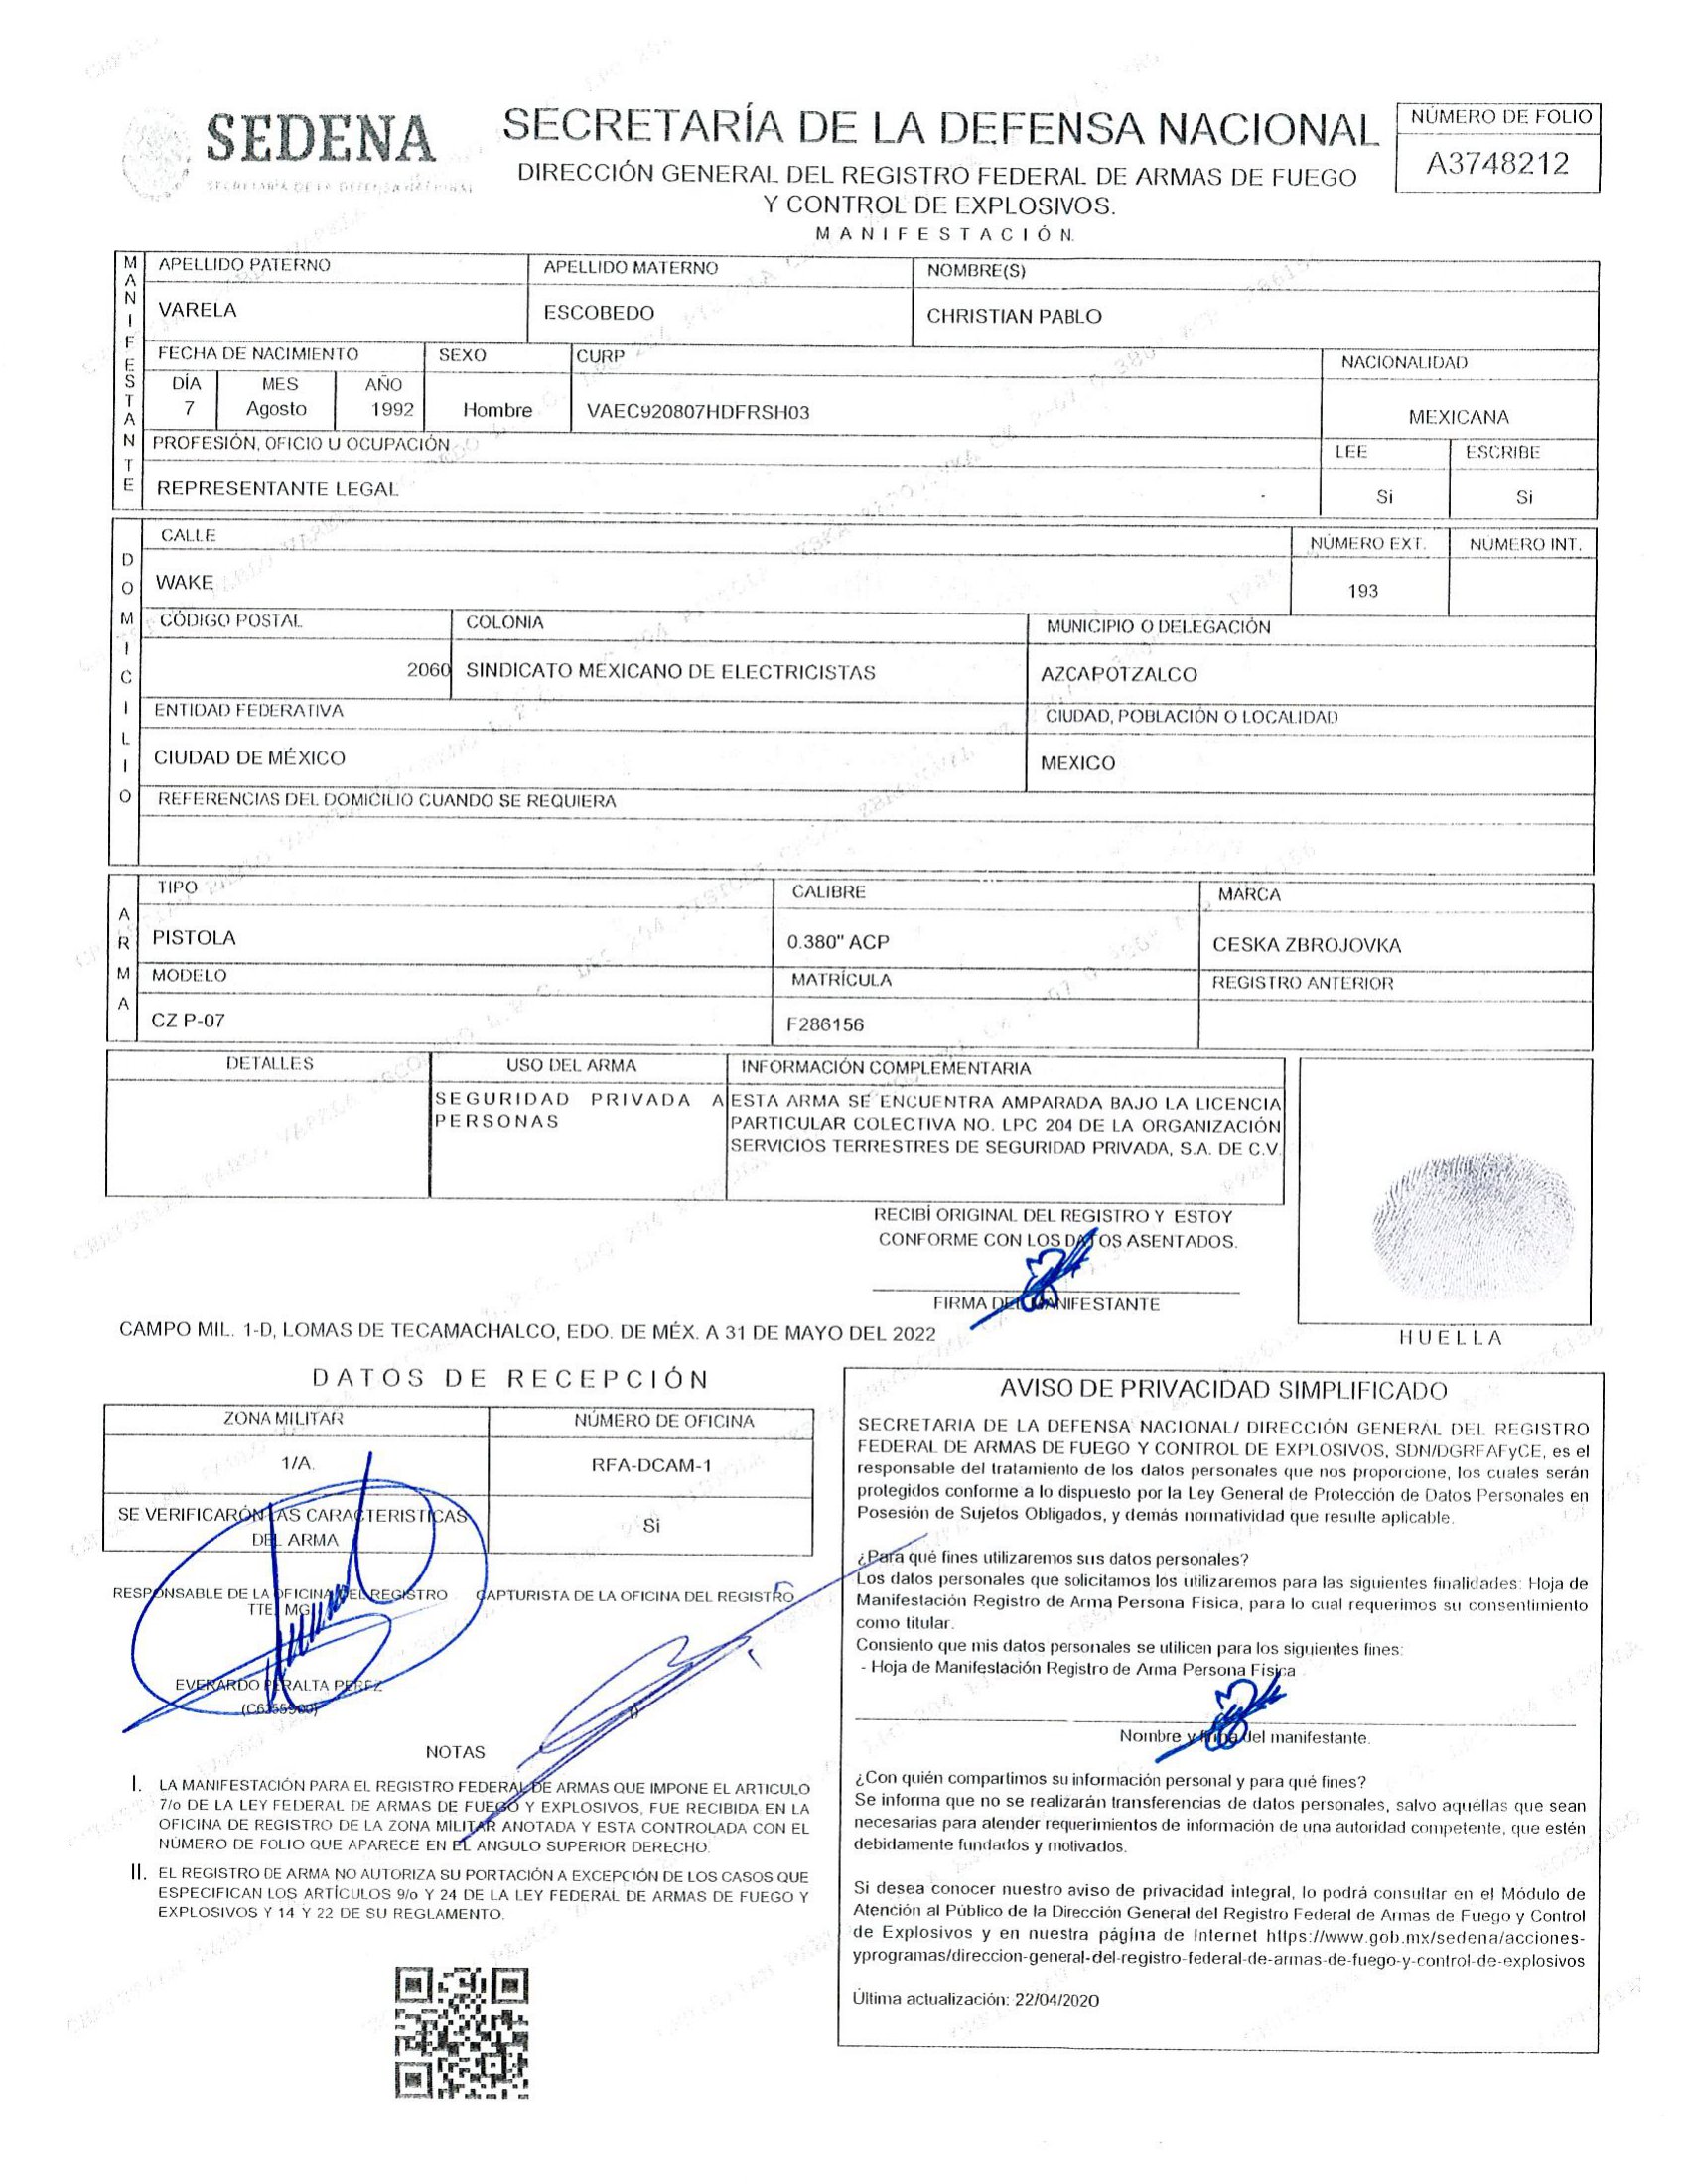 SEDENA
SECRETARÍA DE LA DEFENSA NACIONAL
SECRETARÍA DE LA DEFENSA NACIONAL
DIRECCIÓN GENERAL DEL REGISTRO FEDERAL DE ARMAS DE FUEGO
Y CONTROL DE EXPLOSIVOS.
MANIFESTACIÓN.
NÚMERO DE FOLIO
A3748212
MANIFESTANTE
APELLIDO PATERNO APELLIDO MATERNO NOMBRE(S)
VARELA ESCOBEDO CHRISTIAN PABLO
FECHA DE NACIMIENTO SEXO CURP NACIONALIDAD
DÍA MES AÑO
7 Agosto 1992 Hombre VAEC920807HDFRSH03 MEXICANA
PROFESIÓN, OFICIO U OCUPACIÓN LEE ESCRIBE
REPRESENTANTE LEGAL Si Si
DOMICILIO
CALLE NÚMERO EXT. NÚMERO INT.
WAKE 193
CÓDIGO POSTAL COLONIA MUNICIPIO O DELEGACIÓN
2060 SINDICATO MEXICANO DE ELECTRICISTAS AZCAPOTZALCO
ENTIDAD FEDERATIVA CIUDAD, POBLACIÓN O LOCALIDAD
CIUDAD DE MÉXICO MEXICO
REFERENCIAS DEL DOMICILIO CUANDO SE REQUIERA
ARMA
TIPO CALIBRE MARCA
PISTOLA 0.380" ACP CESKA ZBROJOVKA
MODELO MATRÍCULA REGISTRO ANTERIOR
CZ P-07 F286156
DETALLES USO DEL ARMA INFORMACIÓN COMPLEMENTARIA
SEGURIDAD PRIVADA A
PERSONAS
ESTA ARMA SE ENCUENTRA AMPARADA BAJO LA LICENCIA
PARTICULAR COLECTIVA NO. LPC 204 DE LA ORGANIZACIÓN
SERVICIOS TERRESTRES DE SEGURIDAD PRIVADA, S.A. DE C.V.
RECIBÍ ORIGINAL DEL REGISTRO Y ESTOY
CONFORME CON LOS DATOS ASENTADOS.
FIRMA DEL MANIFESTANTE
HUELLA
CAMPO MIL. 1-D, LOMAS DE TECAMACHALCO, EDO. DE MÉX. A 31 DE MAYO DEL 2022
DATOS DE RECEPCIÓN
ZONA MILITAR NÚMERO DE OFICINA
1/A. RFA-DCAM-1
SE VERIFICARÓN LAS CARACTERISTICAS
DEL ARMA
Si
RESPONSABLE DE LA OFICINA DEL REGISTRO CAPTURISTA DE LA OFICINA DEL REGISTRO
TTE. MG.
EVERARDO PERALTA PEREZ
()
NOTAS
I. LA MANIFESTACIÓN PARA EL REGISTRO FEDERAL DE ARMAS QUE IMPONE EL ARTICULO
7/o DE LA LEY FEDERAL DE ARMAS DE FUEGO Y EXPLOSIVOS, FUE RECIBIDA EN LA
OFICINA DE REGISTRO DE LA ZONA MILITAR ANOTADA Y ESTA CONTROLADA CON EL
NÚMERO DE FOLIO QUE APARECE EN EL ANGULO SUPERIOR DERECHO.
II. EL REGISTRO DE ARMA NO AUTORIZA SU PORTACIÓN A EXCEPCIÓN DE LOS CASOS QUE
ESPECIFICAN LOS ARTÍCULOS 9/o Y 24 DE LA LEY FEDERAL DE ARMAS DE FUEGO Y
EXPLOSIVOS Y 14 Y 22 DE SU REGLAMENTO.
AVISO DE PRIVACIDAD SIMPLIFICADO
SECRETARIA DE LA DEFENSA NACIONAL/ DIRECCIÓN GENERAL DEL REGISTRO
FEDERAL DE ARMAS DE FUEGO Y CONTROL DE EXPLOSIVOS, SDN/DGRFAFyCE, es el
responsable del tratamiento de los datos personales que nos proporcione, los cuales serán
protegidos conforme a lo dispuesto por la Ley General de Protección de Datos Personales en
Posesión de Sujetos Obligados, y demás normatividad que resulte aplicable.
¿Para qué fines utilizaremos sus datos personales?
Los datos personales que solicitamos los utilizaremos para las siguientes finalidades: Hoja de
Manifestación Registro de Arma Persona Fisica, para lo cual requerimos su consentimiento
como titular.
Consiento que mis datos personales se utilicen para los siguientes fines:
- Hoja de Manifestación Registro de Arma Persona Fisica
Nombre y firma del manifestante.
¿Con quién compartimos su información personal y para qué fines?
Se informa que no se realizarán transferencias de datos personales, salvo aquéllas que sean
necesarias para atender requerimientos de información de una autoridad competente, que estén
debidamente fundados y motivados.
Si desea conocer nuestro aviso de privacidad integral, lo podrá consultar en el Módulo de
Atención al Público de la Dirección General del Registro Federal de Armas de Fuego y Control
de Explosivos y en nuestra página de Internet https://www.gob.mx/sedena/acciones-
yprogramas/direccion-general-del-registro-federal-de-armas-de-fuego-y-control-de-explosivos
Última actualización: 22/04/2020